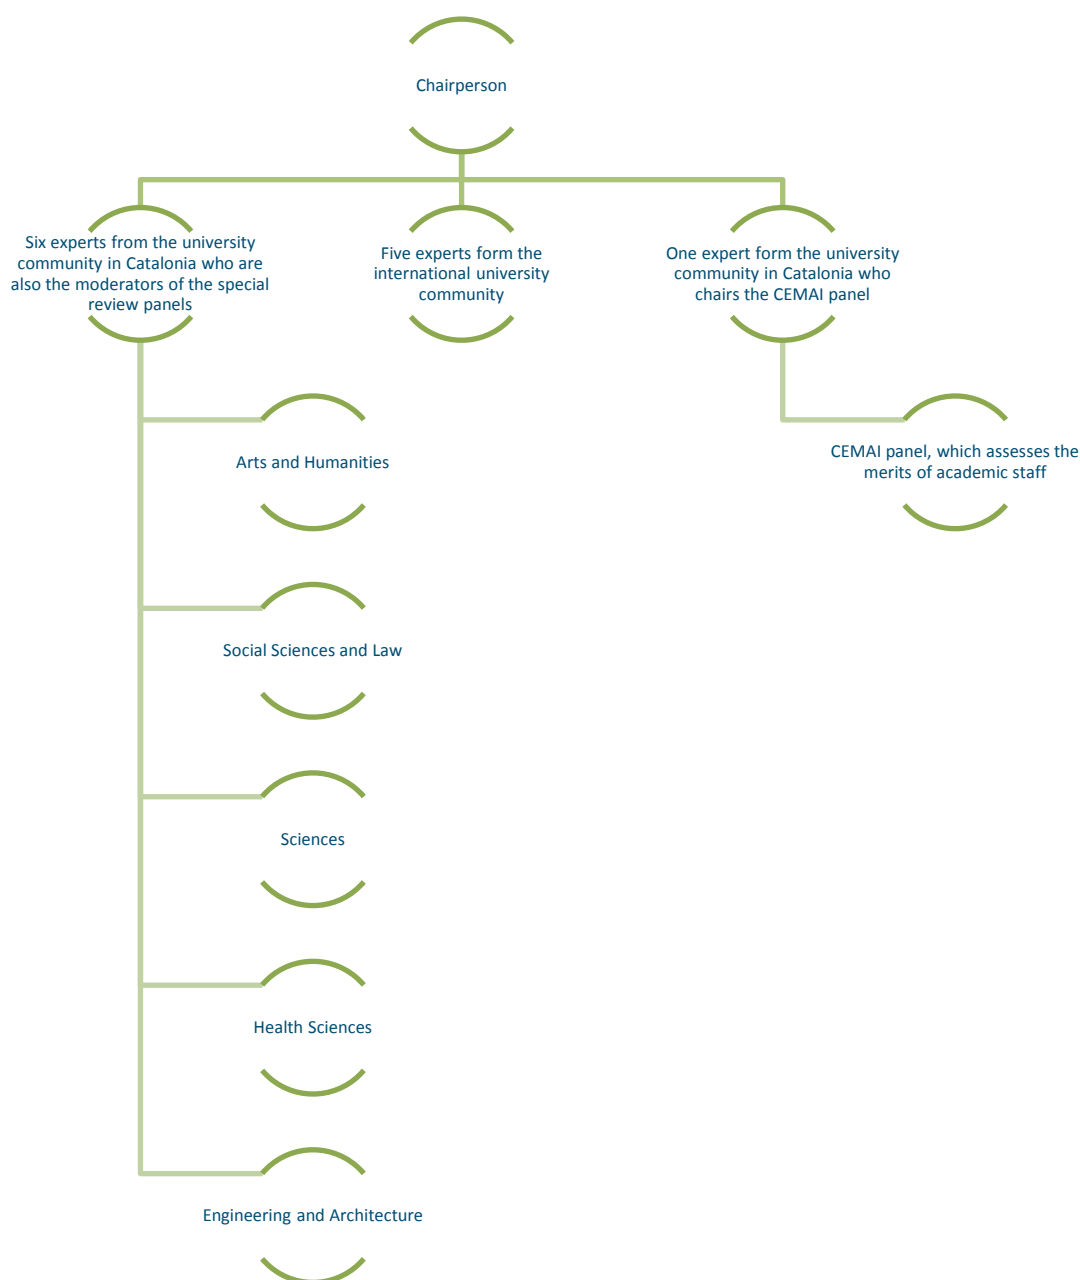 Chairperson
Six experts from the university
community in Catalonia who are
also the moderators of the special
review panels
Five experts form the
international university
community
One expert form the university
community in Catalonia who
chairs the CEMAI panel
Arts and Humanities
CEMAI panel, which assesses the
merits of academic staff
Social Sciences and Law
Sciences
Health Sciences
Engineering and Architecture